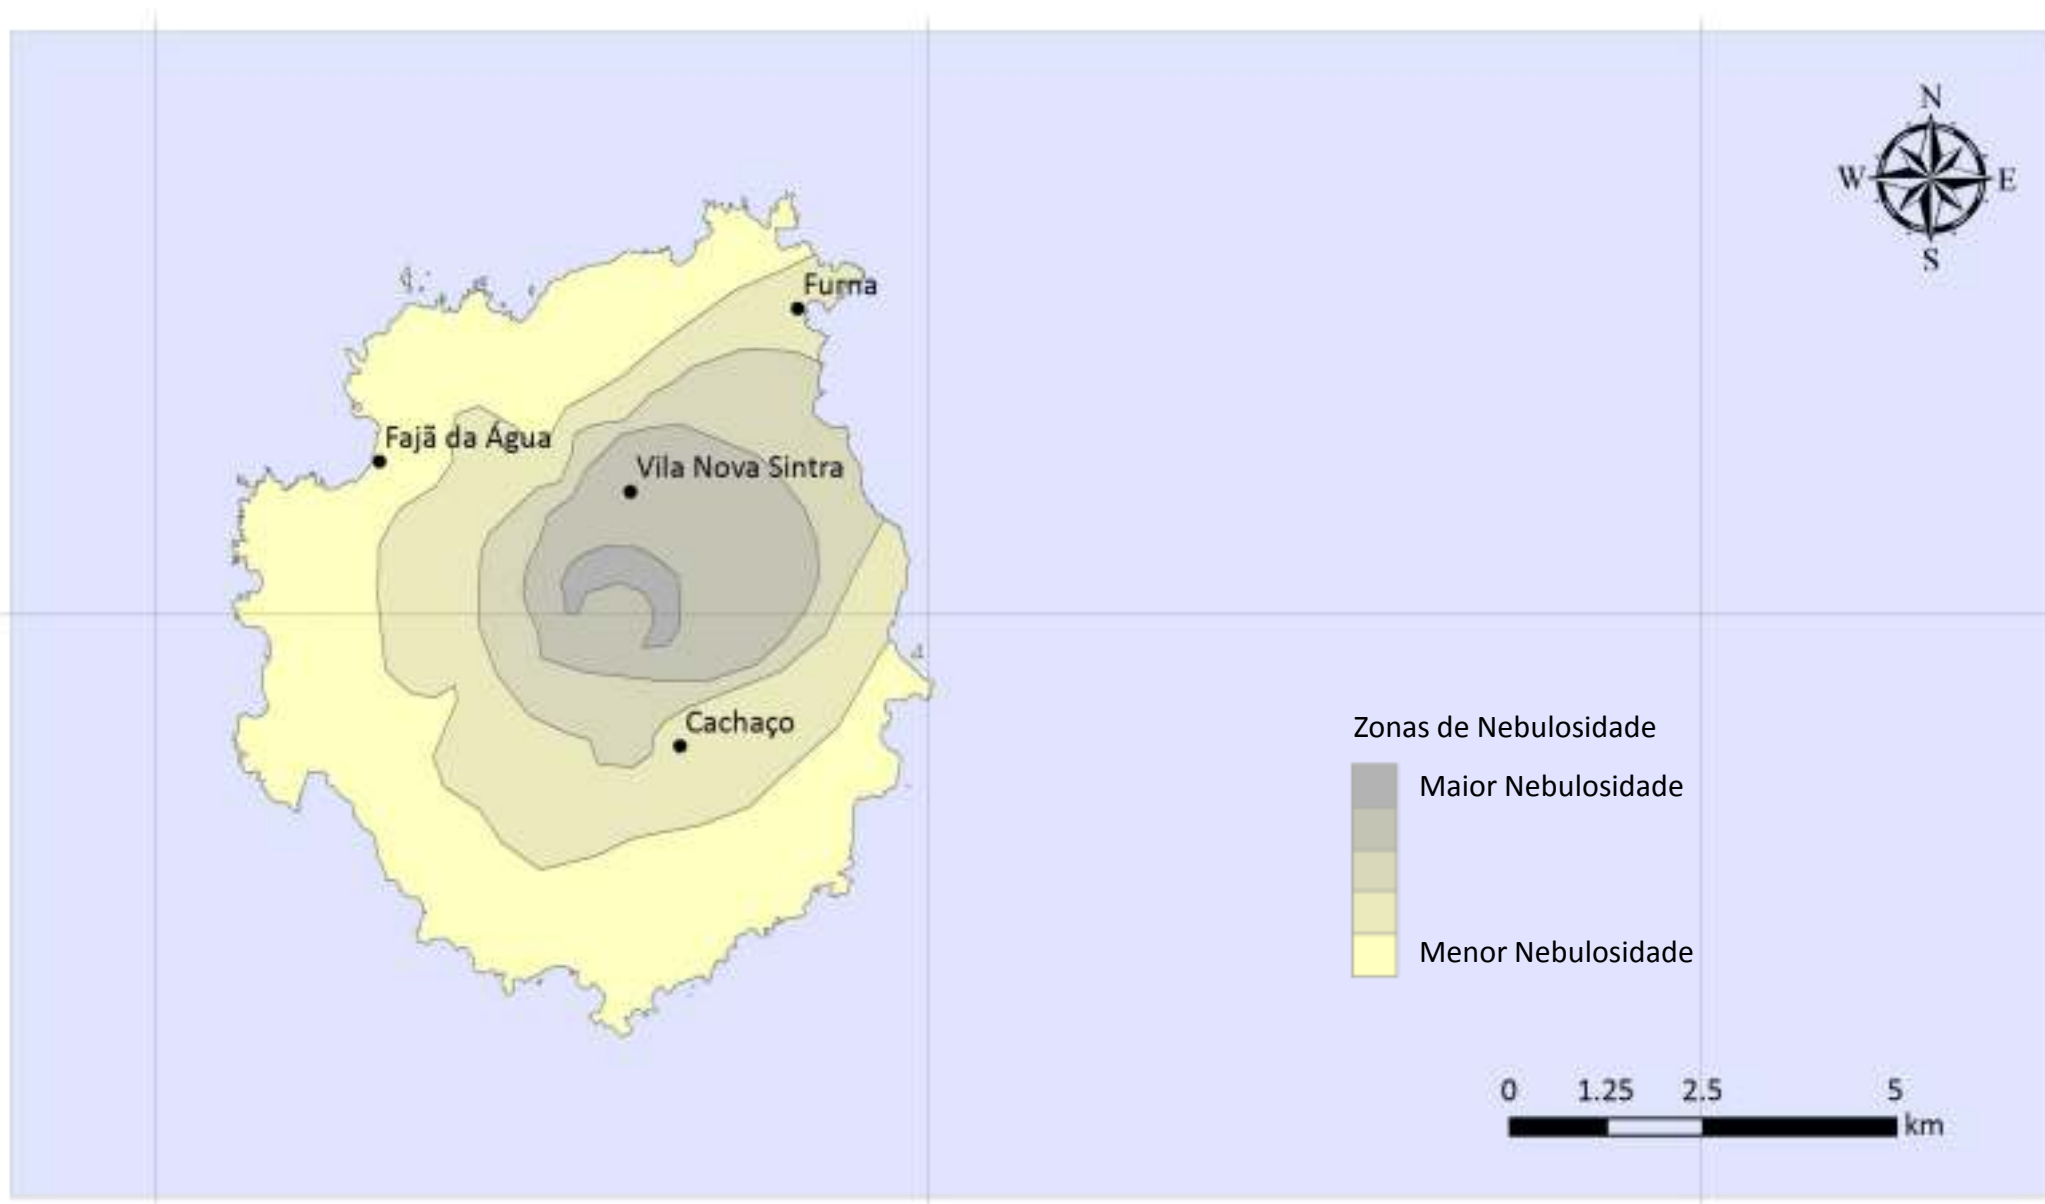 N
W E
S
Furna
Fajã da Água
Vila Nova Sintra
Cachaço
Zonas de Nebulosidade
Maior Nebulosidade
Menor Nebulosidade
0 1.25 2.5 5
km